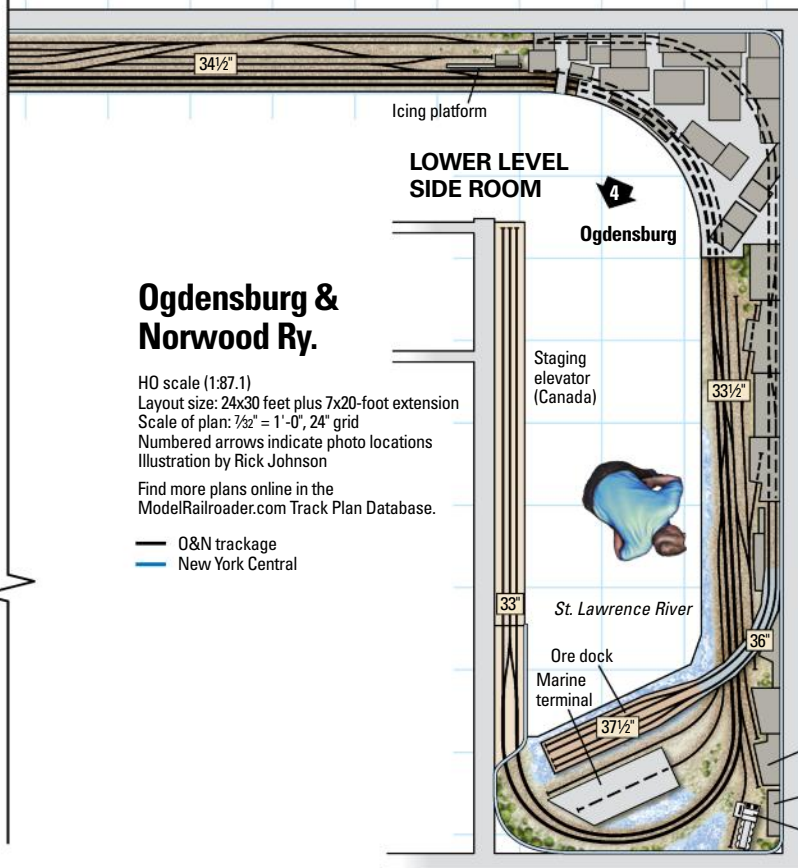 34½"
Icing platform
LOWER LEVEL
SIDE ROOM
4
Ogdensburg
Ogdensburg &
Norwood Ry.
HO scale (1:87.1)
Layout size: 24x30 feet plus 7x20-foot extension
Scale of plan: 7⁄32" = 1'-0", 24" grid
Numbered arrows indicate photo locations
Illustration by Rick Johnson
Find more plans online in the
ModelRailroader.com Track Plan Database.
O&N trackage
New York Central
Staging
elevator
(Canada)
33½"
33"
St. Lawrence River
36"
Ore dock
Marine
terminal
37½"